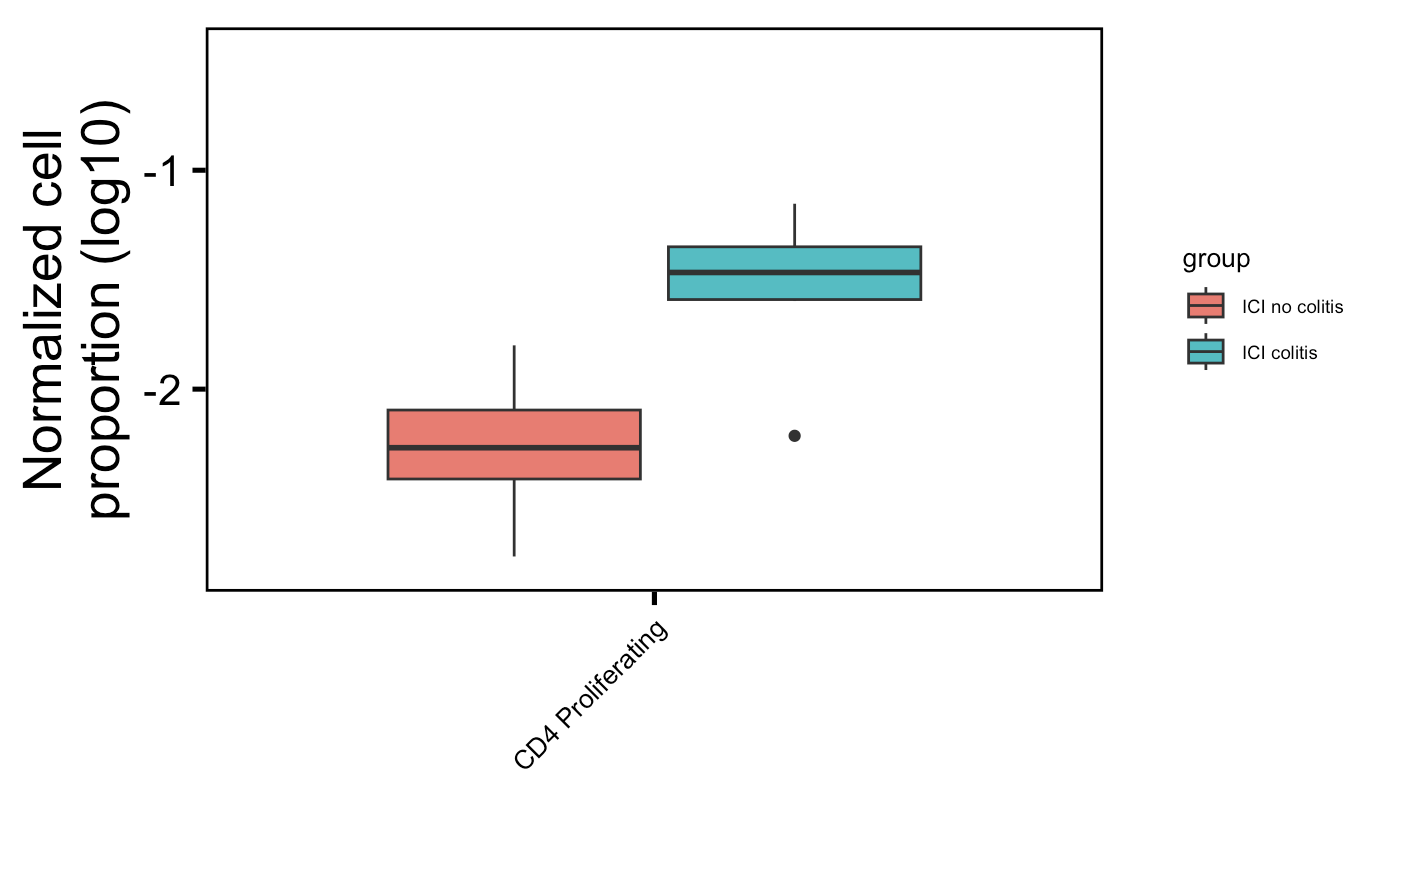 Normalized cell
proportion (log10)
-1
-2
CD4 Proliferating
group
ICI no colitis
ICI colitis